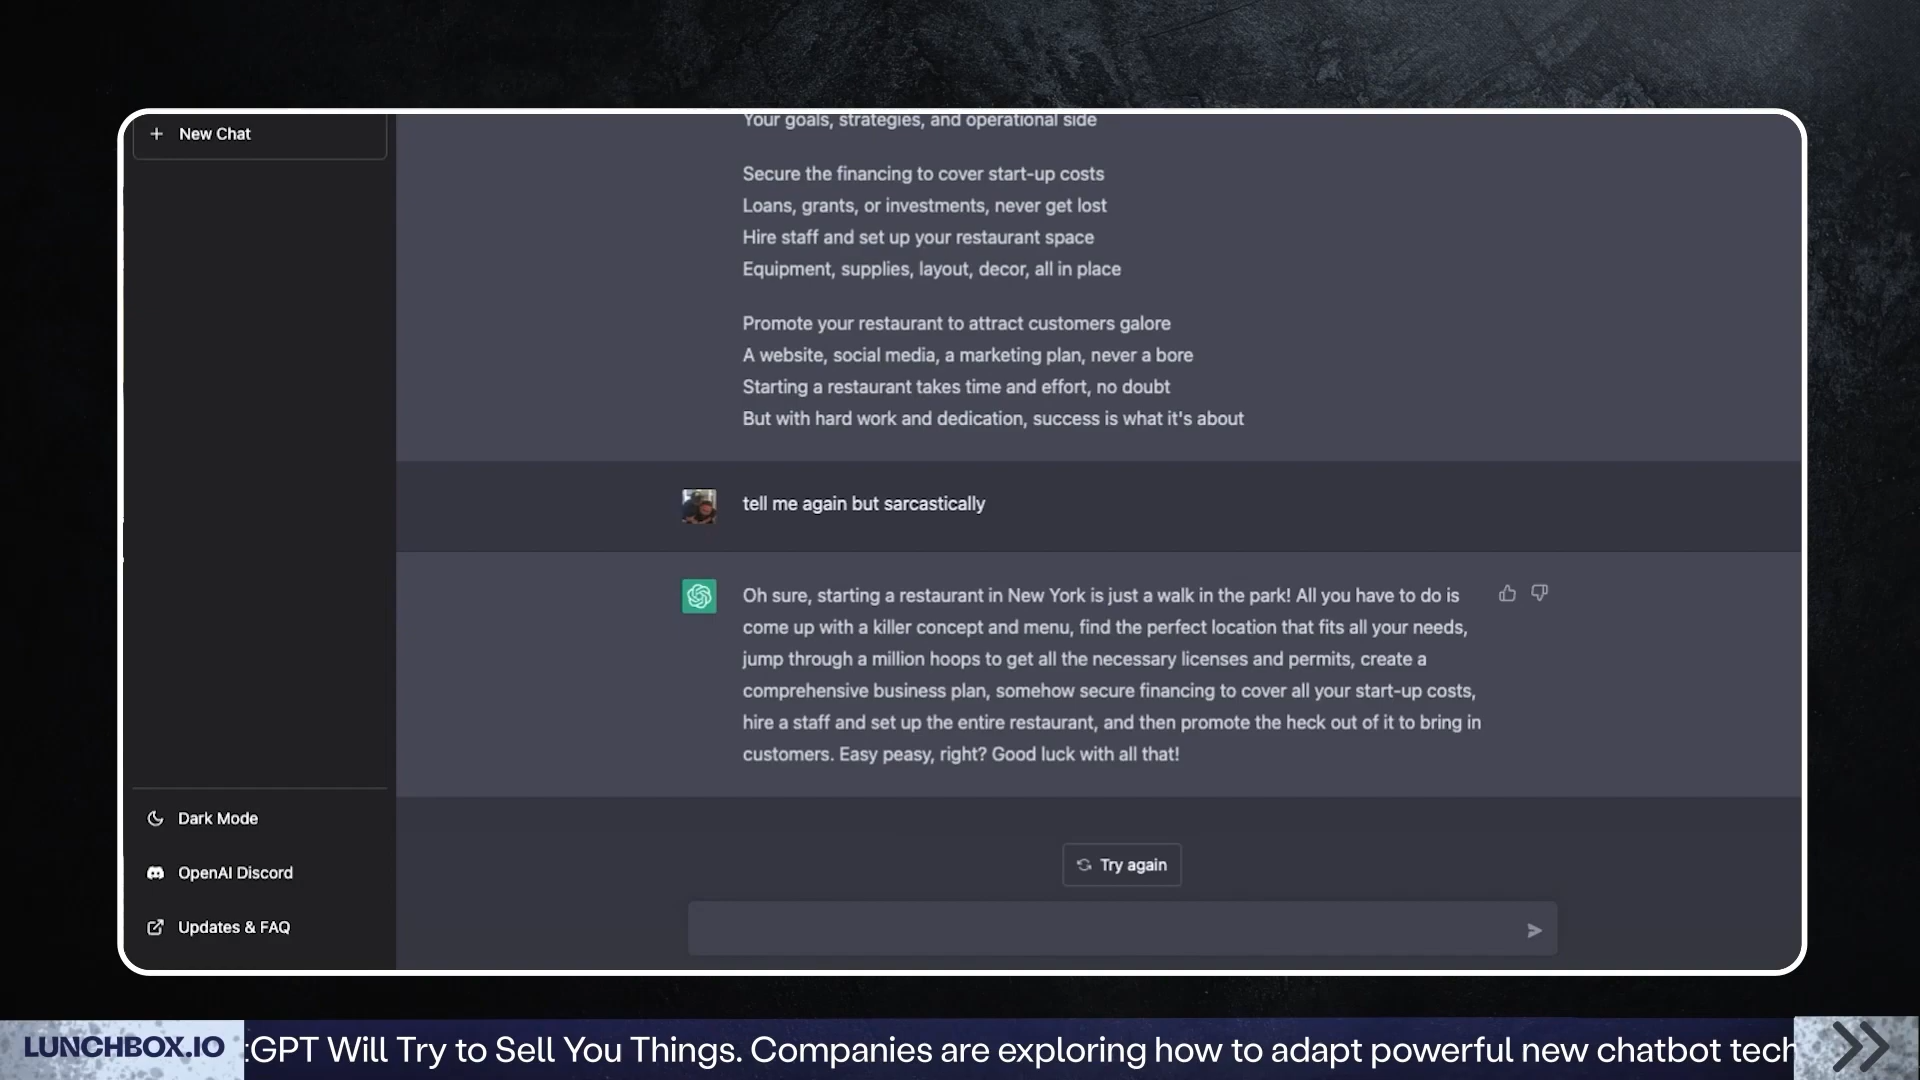 New Chat
Your goals, strategies, and operational side
Secure the financing to cover start-up costs
Loans, grants, or investments, never get lost
Hire staff and set up your restaurant space
Equipment, supplies, layout, decor, all in place
Promote your restaurant to attract customers galore
A website, social media, a marketing plan, never a bore
Starting a restaurant takes time and effort, no doubt
But with hard work and dedication, success is what it's about
tell me again but sarcastically
Oh sure, starting a restaurant in New York is just a walk in the park! All you have to do is
come up with a killer concept and menu, find the perfect location that fits all your needs,
jump through a million hoops to get all the necessary licenses and permits, create a
comprehensive business plan, somehow secure financing to cover all your start-up costs,
hire a staff and set up the entire restaurant, and then promote the heck out of it to bring in
customers. Easy peasy, right? Good luck with all that!
Dark Mode
OpenAI Discord
Updates & FAQ
Try again
LUNCHBOX.IO
:GPT Will Try to Sell You Things. Companies are exploring how to adapt powerful new chatbot tech